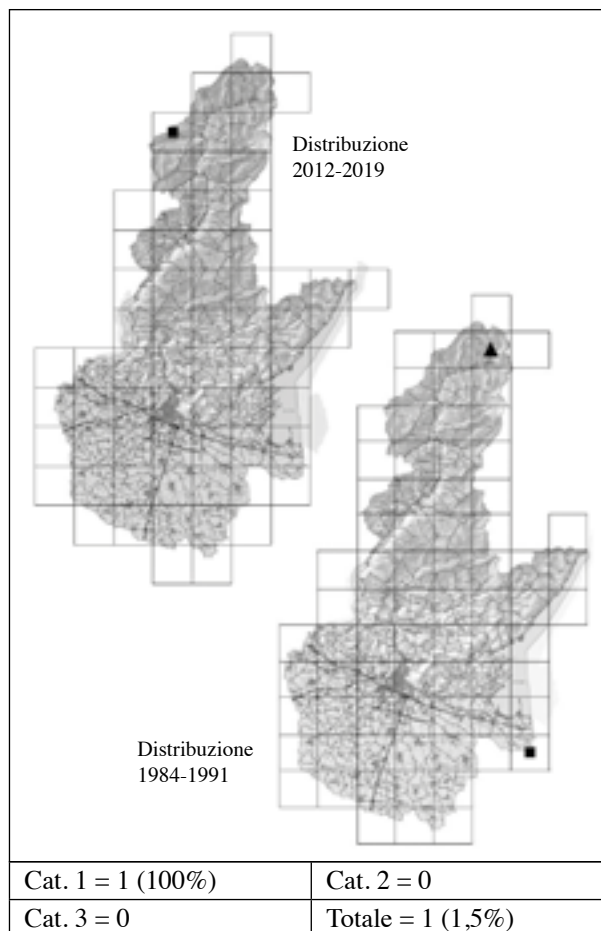 Distribuzione
2012-2019
Distribuzione
1984-1991
Cat. 1 = 1 (100%)
Cat. 2 = 0
Cat. 3 = 0
Totale = 1 (1,5%)